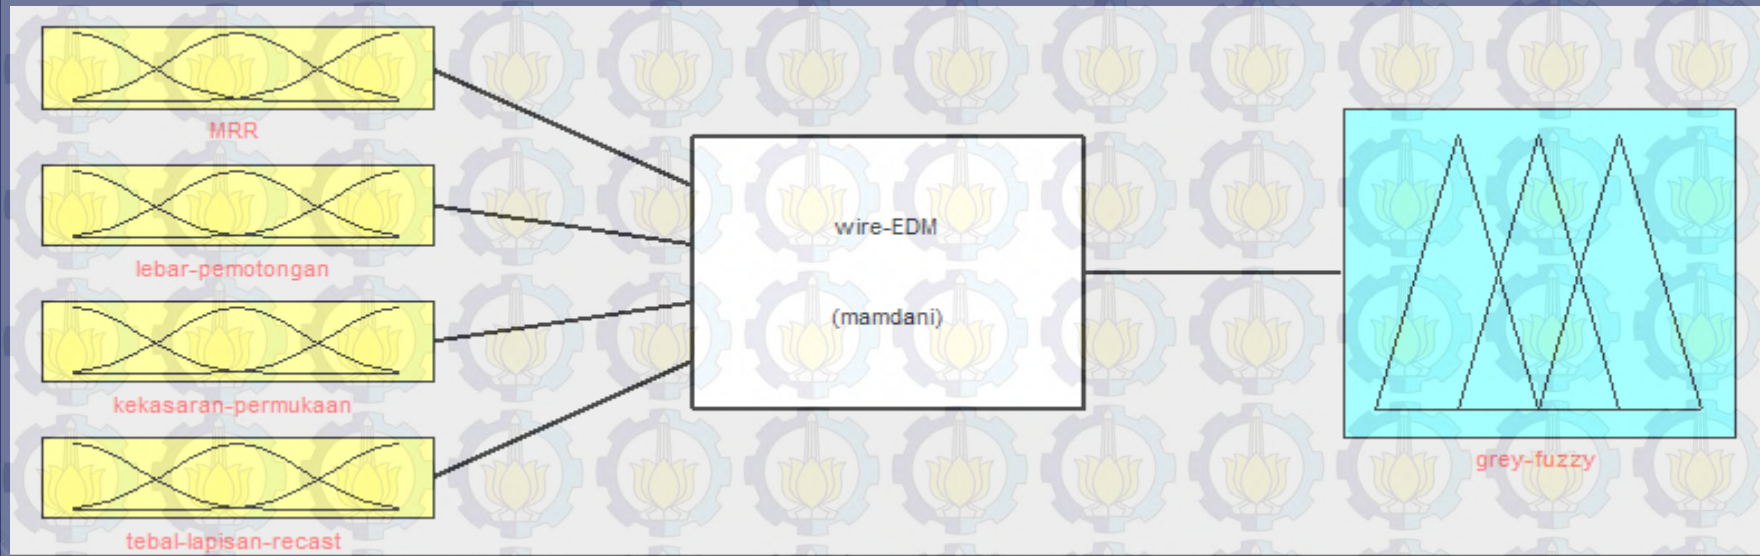 MRR
lebar-pemotongan
kekasaran-permukaan
tebal-lapisan-recast
wire-EDM
(mamdani)
grey-fuzzy